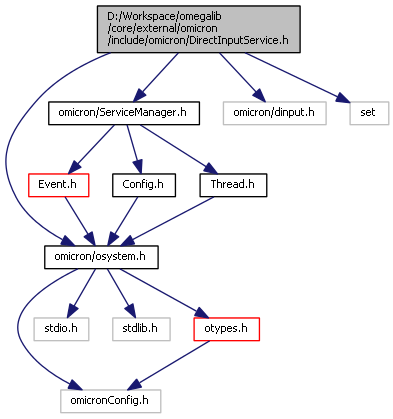 D:/Workspace/omegalib
/core/external/omicron
/include/omicron/DirectInputService.h
omicron/ServiceManager.h
omicron/dinput.h
set
Event.h
Config.h
Thread.h
omicron/osystem.h
stdio.h
stdlib.h
otypes.h
omicronConfig.h